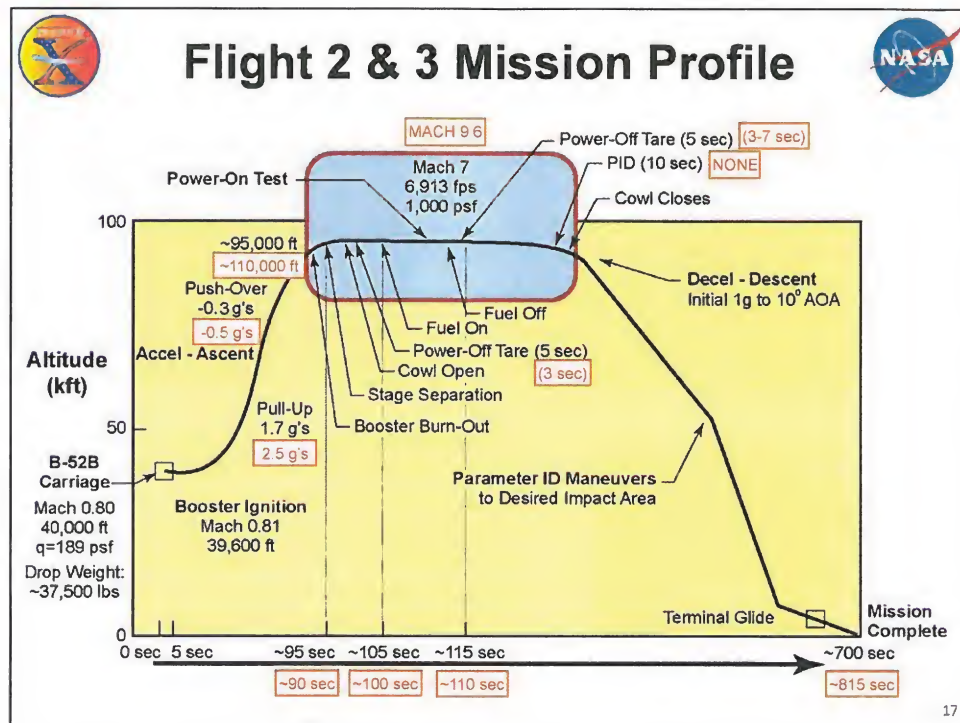 X
Flight 2 & 3 Mission Profile
NASA
MACH 9 6
Power-Off Tare (5 sec) (3-7 sec)
Mach 7
6,913 fps
1,000 psf
PID (10 sec) NONE
Power-On Test
Cowl Closes
100
~95,000 ft
~110,000 ft
Push-Over
-0.3 g's
-0.5 g's
Accel - Ascent
Decel - Descent
Initial 1g to 10⁰ AOA
Fuel Off
Fuel On
Power-Off Tare (5 sec)
(3 sec)
Cowl Open
Stage Separation
Booster Burn-Out
Altitude
(kft)
Pull-Up
1.7 g's
2.5 g's
50
B-52B
Carriage
Mach 0.80
40,000 ft
q=189 psf
Drop Weight:
~37,500 lbs
Booster Ignition
Mach 0.81
39,600 ft
Parameter ID Maneuvers
to Desired Impact Area
Terminal Glide
Mission
Complete
0
0 sec 5 sec ~95 sec ~105 sec ~115 sec ~700 sec
~90 sec ~100 sec ~110 sec ~815 sec
17